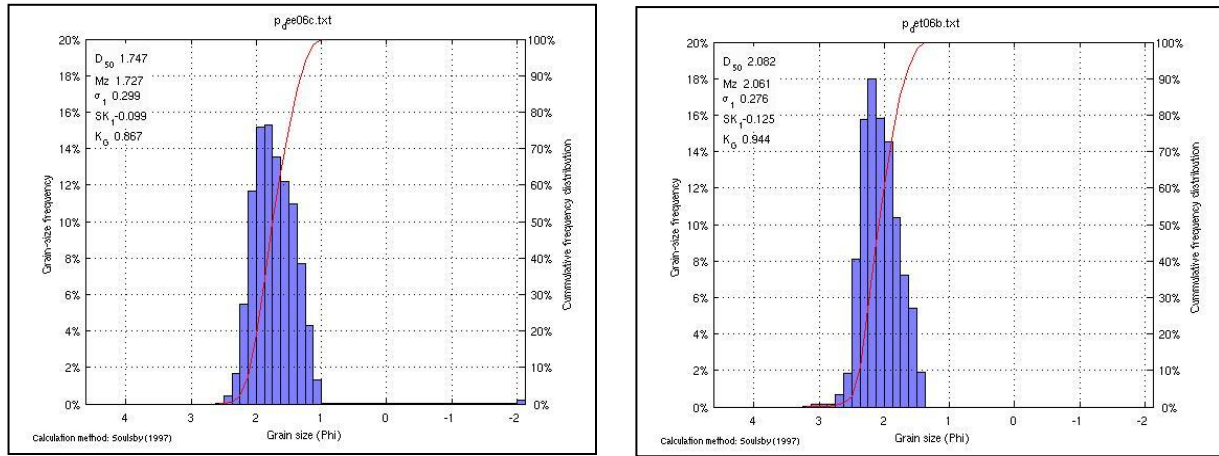 p_dee06c.txt
D50 1.747
Mz 1.727
σ1 0.299
SK1-0.099
KG 0.867
20%
18%
16%
14%
12%
10%
8%
6%
4%
2%
0%
Grain-size frequency
100%
90%
80%
70%
60%
50%
40%
30%
20%
10%
0%
Cummulative frequency distribution
4 3 2 1 0 -1 -2
Grain size (Phi)
Calculation method: Soulsby (1997)
p_det06b.txt
D50 2.082
Mz 2.061
σ1 0.276
SK1-0.125
KG 0.944
20%
18%
16%
14%
12%
10%
8%
6%
4%
2%
0%
Grain-size frequency
100%
90%
80%
70%
60%
50%
40%
30%
20%
10%
0%
Cummulative frequency distribution
4 3 2 1 0 -1 -2
Grain size (Phi)
Calculation method: Soulsby (1997)